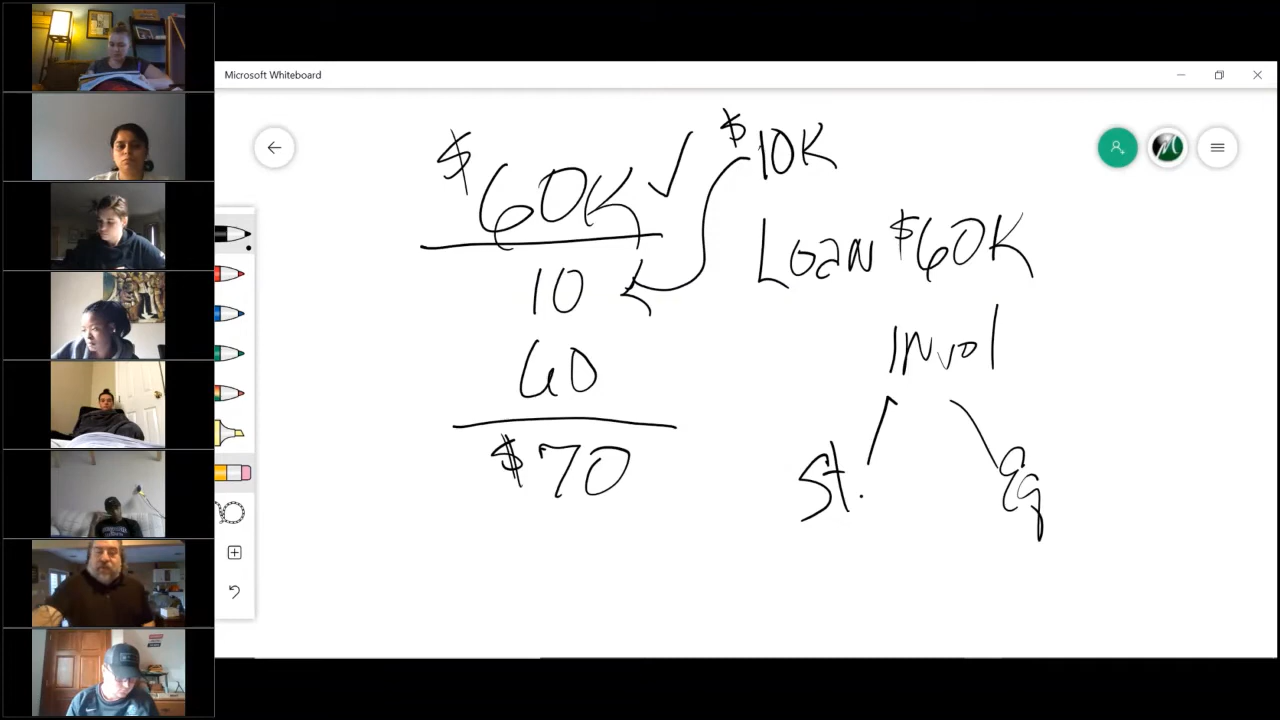 Microsoft Whiteboard
$60K ✓
10
60
$70
$10K
Loan $60K
Invol
St.
Eq